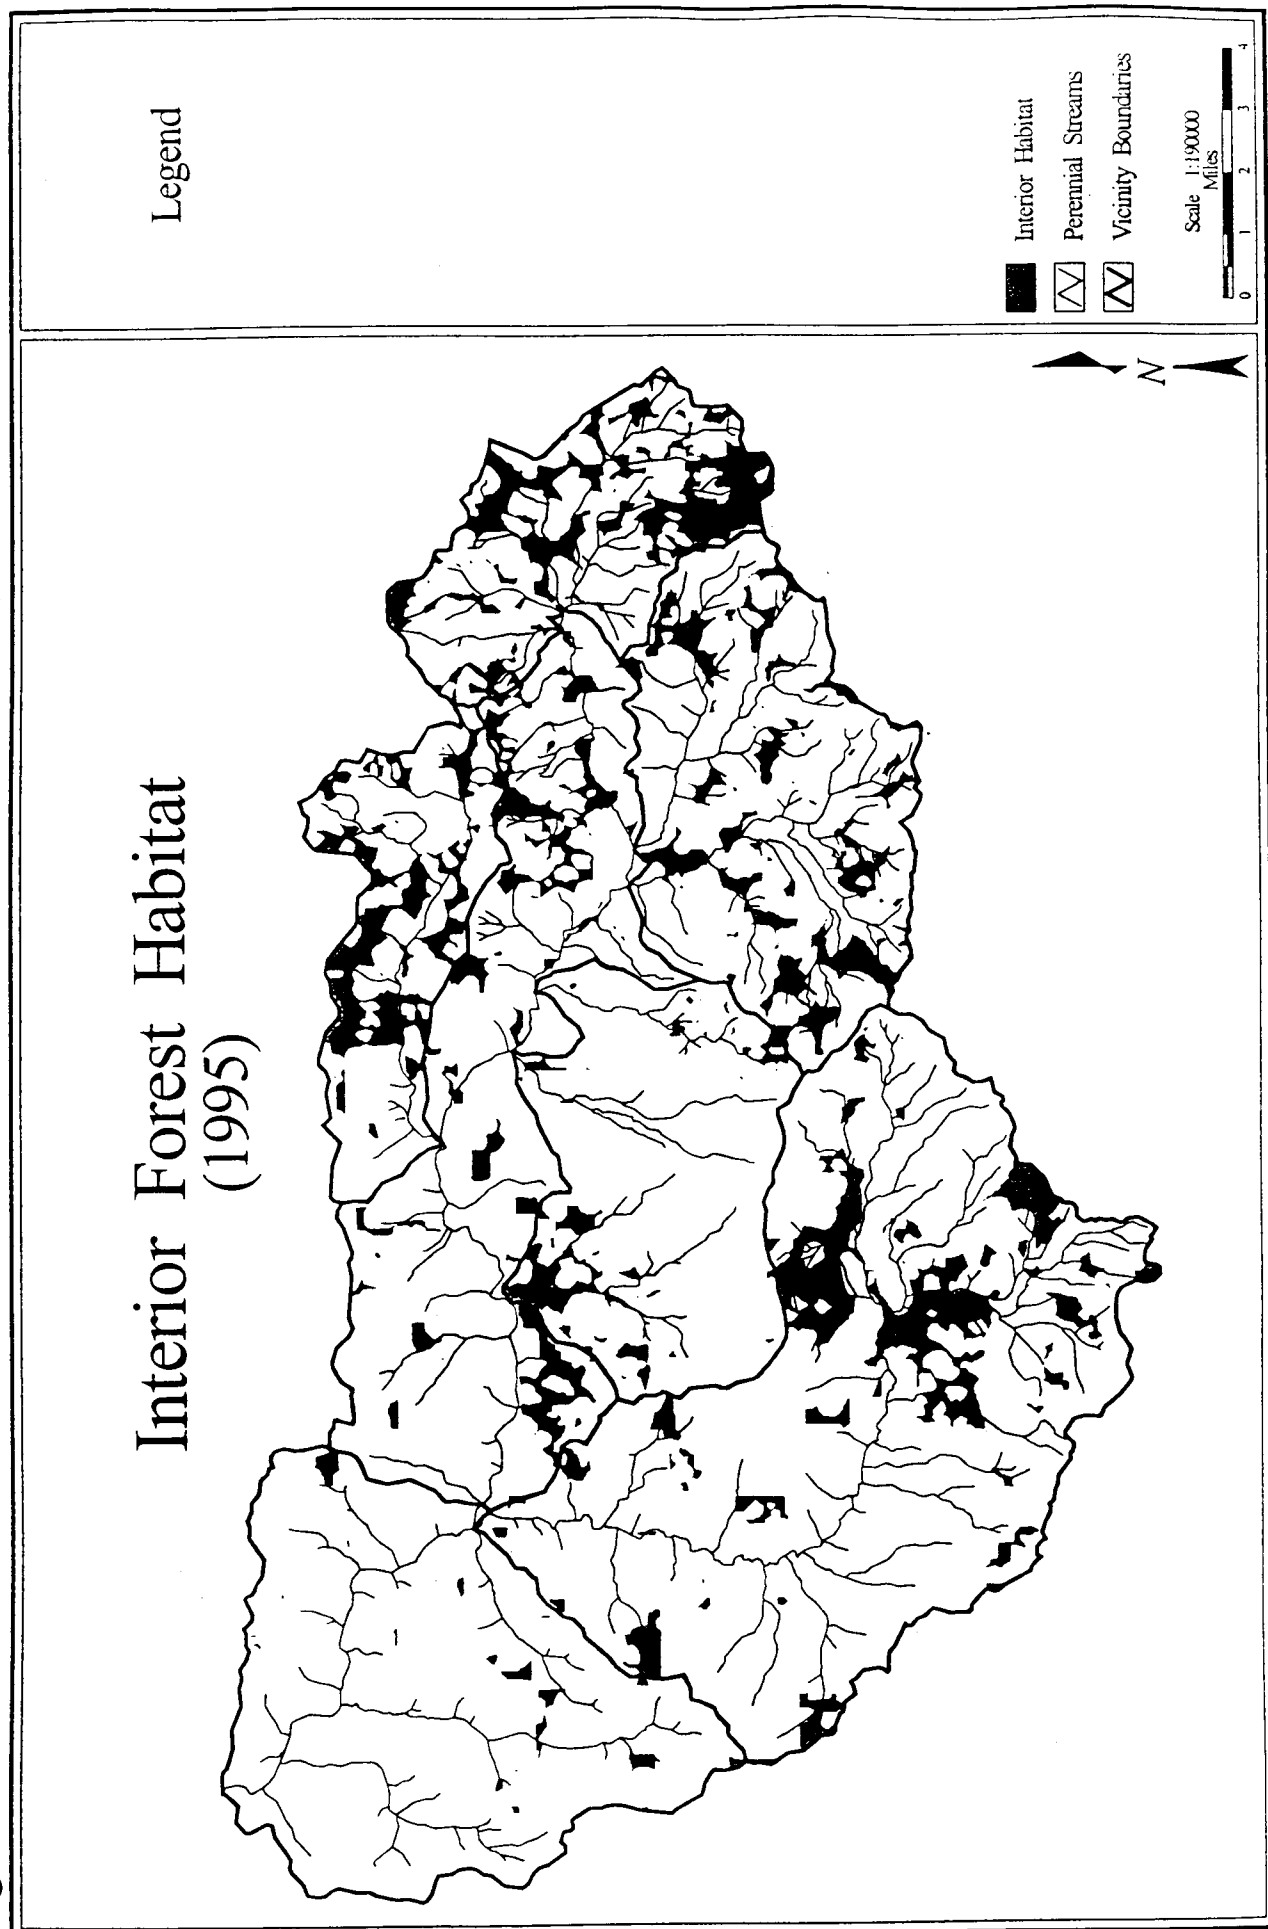 Interior Forest Habitat
(1995)
Legend
Interior Habitat
Perennial Streams
Vicinity Boundaries
Scale 1:190000
Miles
0 1 2 3 4
N